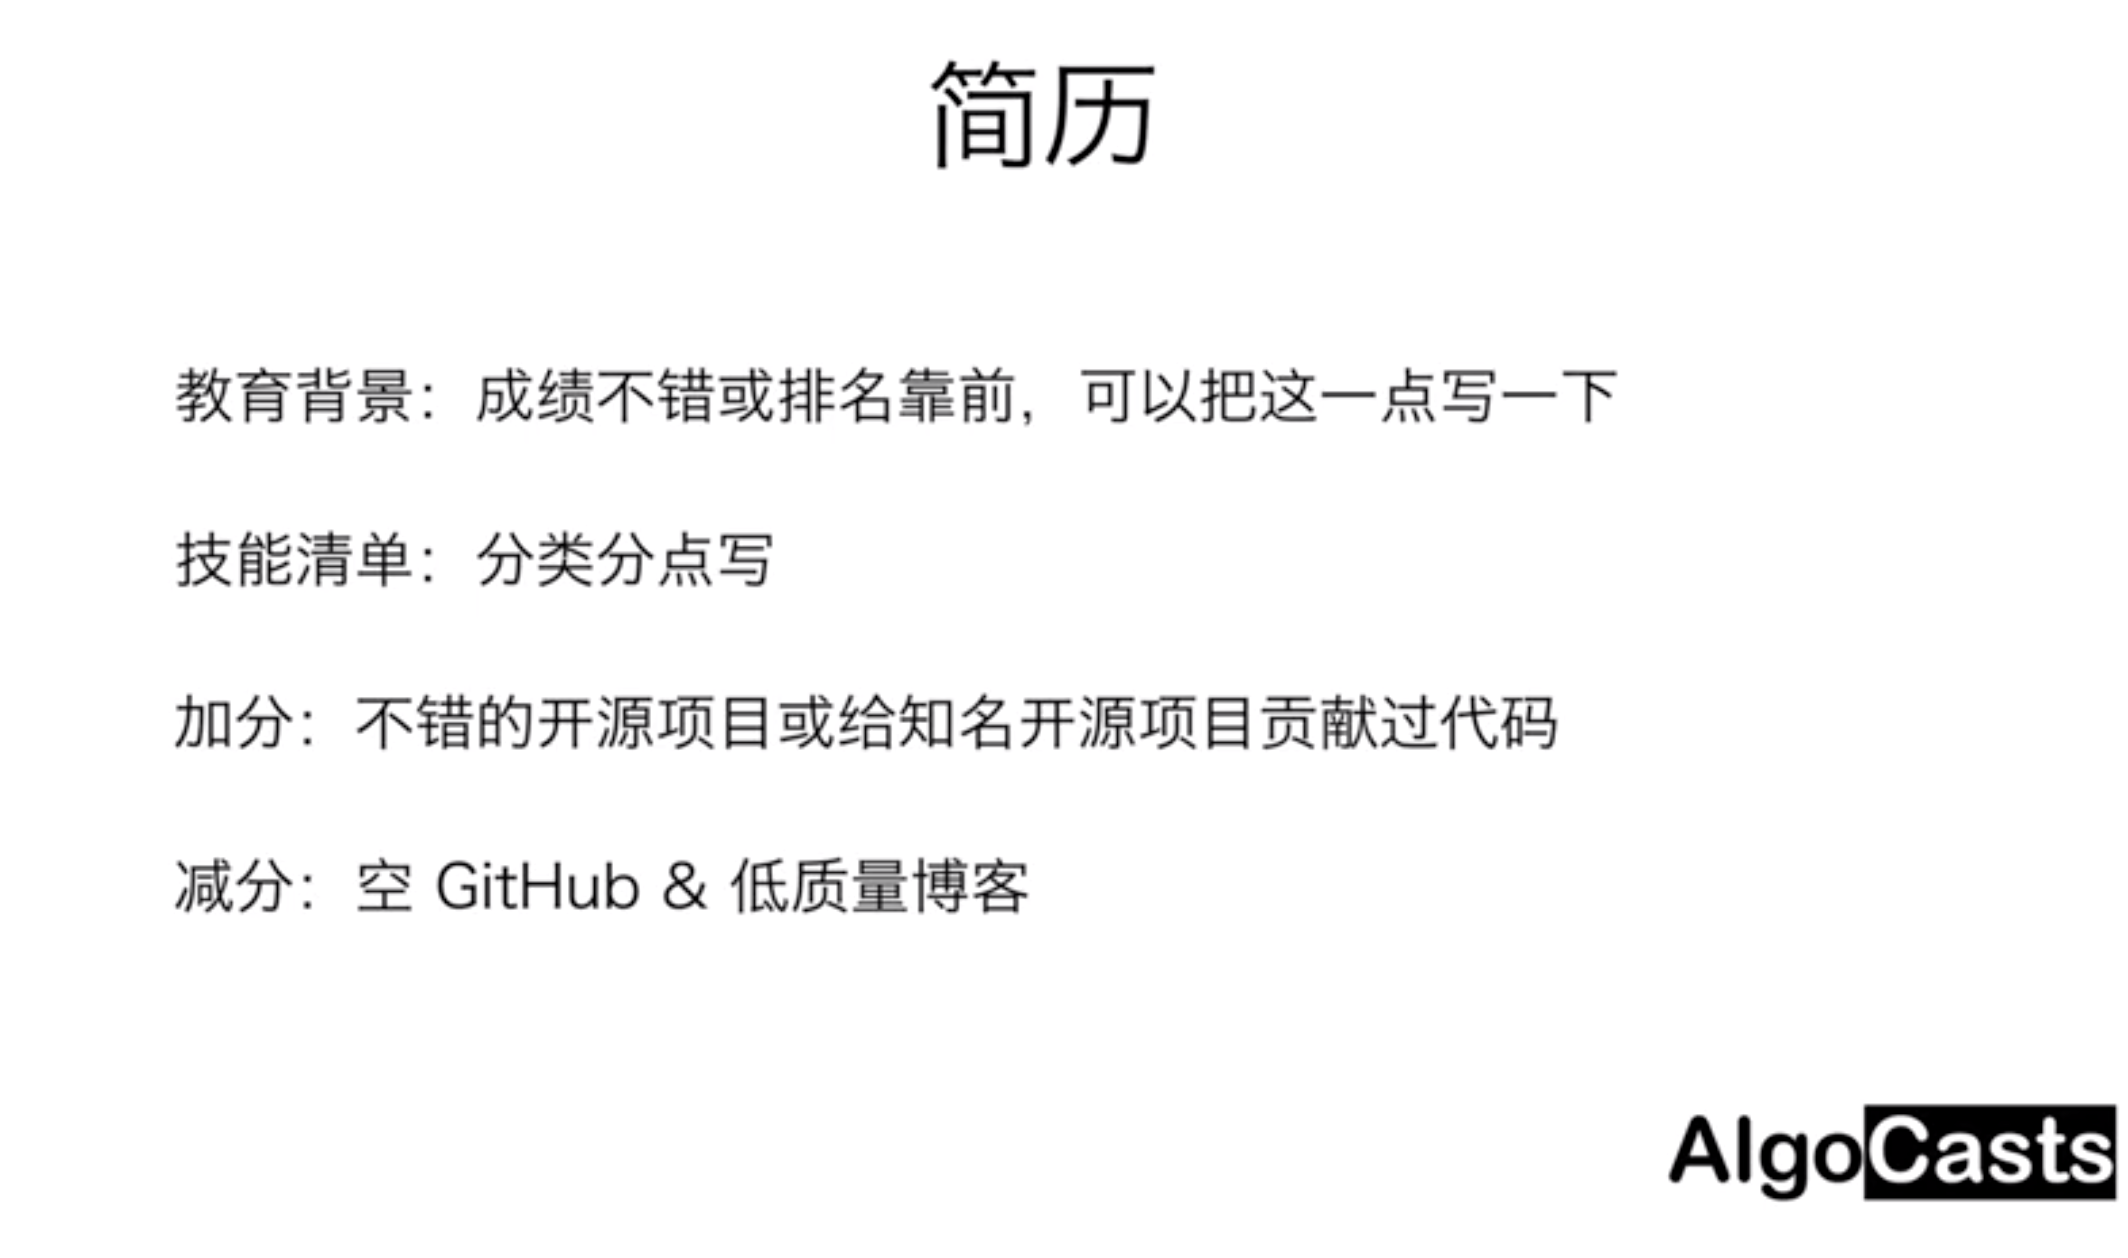 简历
教育背景：成绩不错或排名靠前，可以把这一点写一下
技能清单：分类分点写
加分：不错的开源项目或给知名开源项目贡献过代码
减分：空 GitHub & 低质量博客
AlgoCasts